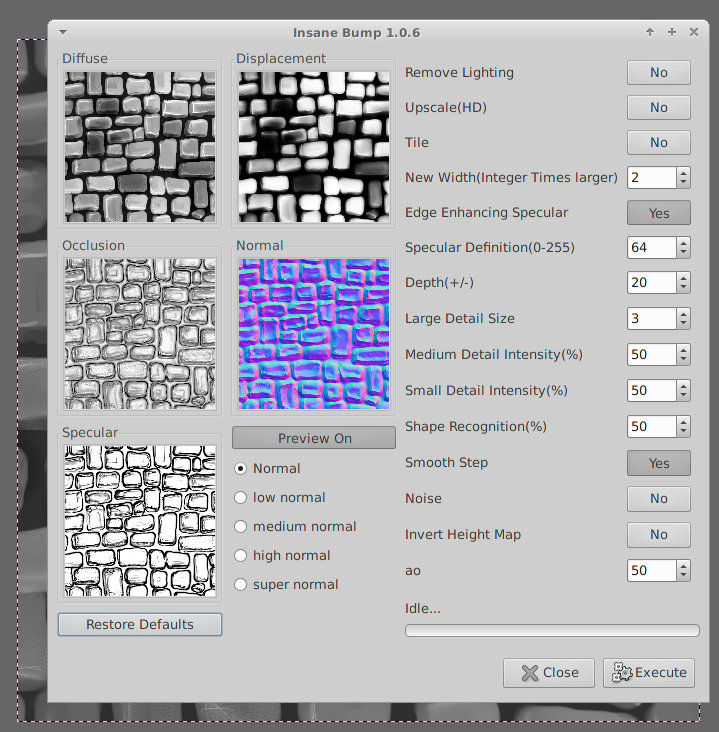 Insane Bump 1.0.6
Diffuse
Displacement
Occlusion
Normal
Specular
Preview On
Normal
low normal
medium normal
high normal
super normal
Restore Defaults
Remove Lighting No
Upscale(HD) No
Tile No
New Width(Integer Times larger) 2
Edge Enhancing Specular Yes
Specular Definition(0-255) 64
Depth(+/-) 20
Large Detail Size 3
Medium Detail Intensity(%) 50
Small Detail Intensity(%) 50
Shape Recognition(%) 50
Smooth Step Yes
Noise No
Invert Height Map No
ao 50
Idle...
Close Execute